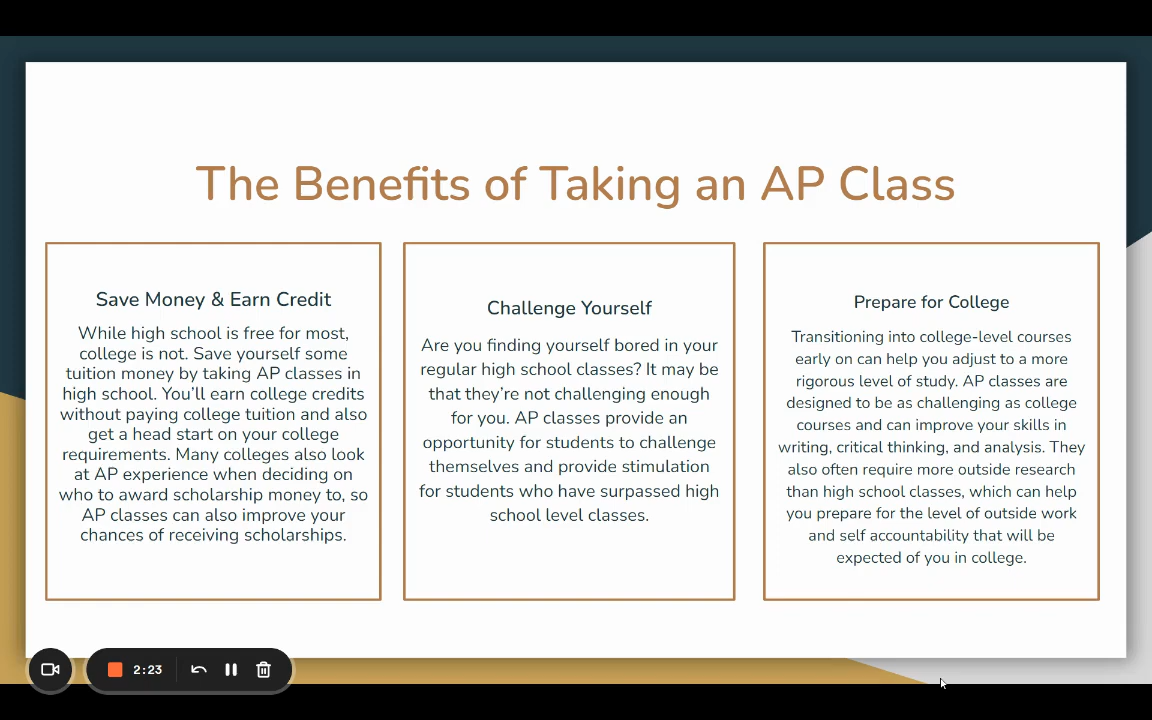 The Benefits of Taking an AP Class
Save Money & Earn Credit
While high school is free for most,
college is not. Save yourself some
tuition money by taking AP classes in
high school. You’ll earn college credits
without paying college tuition and also
get a head start on your college
requirements. Many colleges also look
at AP experience when deciding on
who to award scholarship money to, so
AP classes can also improve your
chances of receiving scholarships.
Challenge Yourself
Are you finding yourself bored in your
regular high school classes? It may be
that they’re not challenging enough
for you. AP classes provide an
opportunity for students to challenge
themselves and provide stimulation
for students who have surpassed high
school level classes.
Prepare for College
Transitioning into college-level courses
early on can help you adjust to a more
rigorous level of study. AP classes are
designed to be as challenging as college
courses and can improve your skills in
writing, critical thinking, and analysis. They
also often require more outside research
than high school classes, which can help
you prepare for the level of outside work
and self accountability that will be
expected of you in college.
2:23